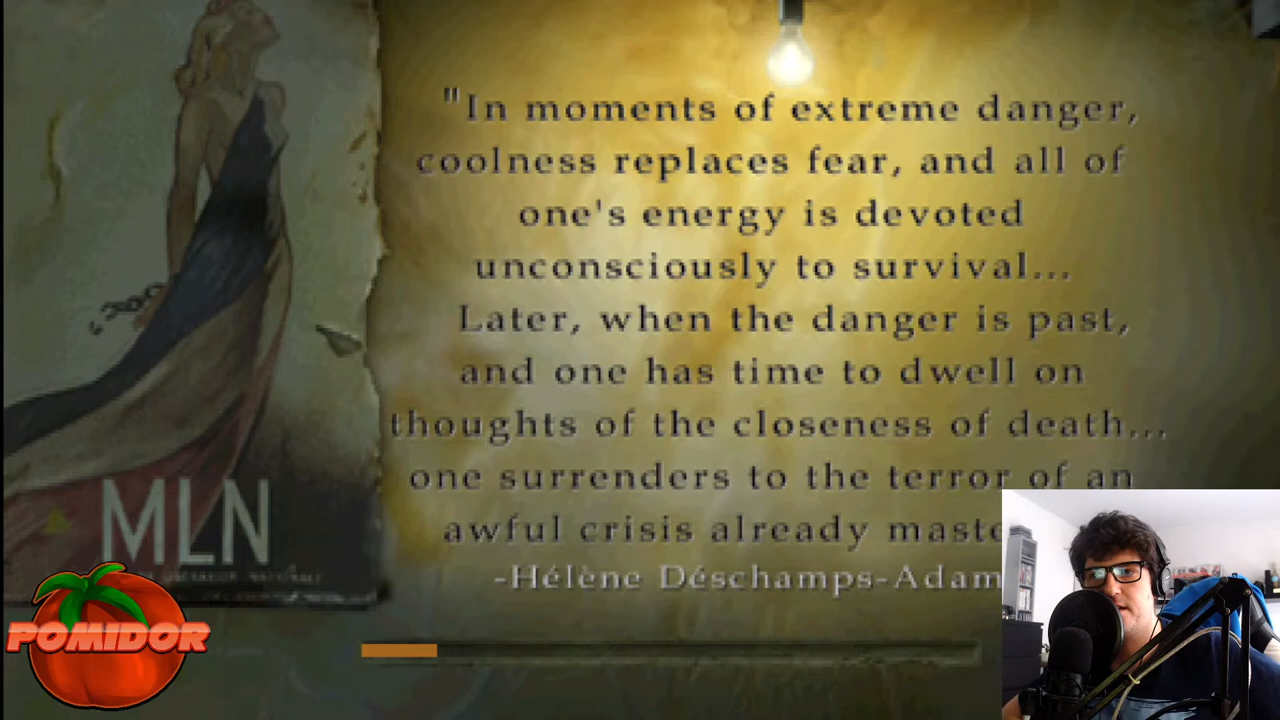 "In moments of extreme danger,
coolness replaces fear, and all of
one's energy is devoted
unconsciously to survival...
Later, when the danger is past,
and one has time to dwell on
thoughts of the closeness of death...
one surrenders to the terror of an
awful crisis already
-Hélène Déschamps-Adam
MLN
POMIDOR